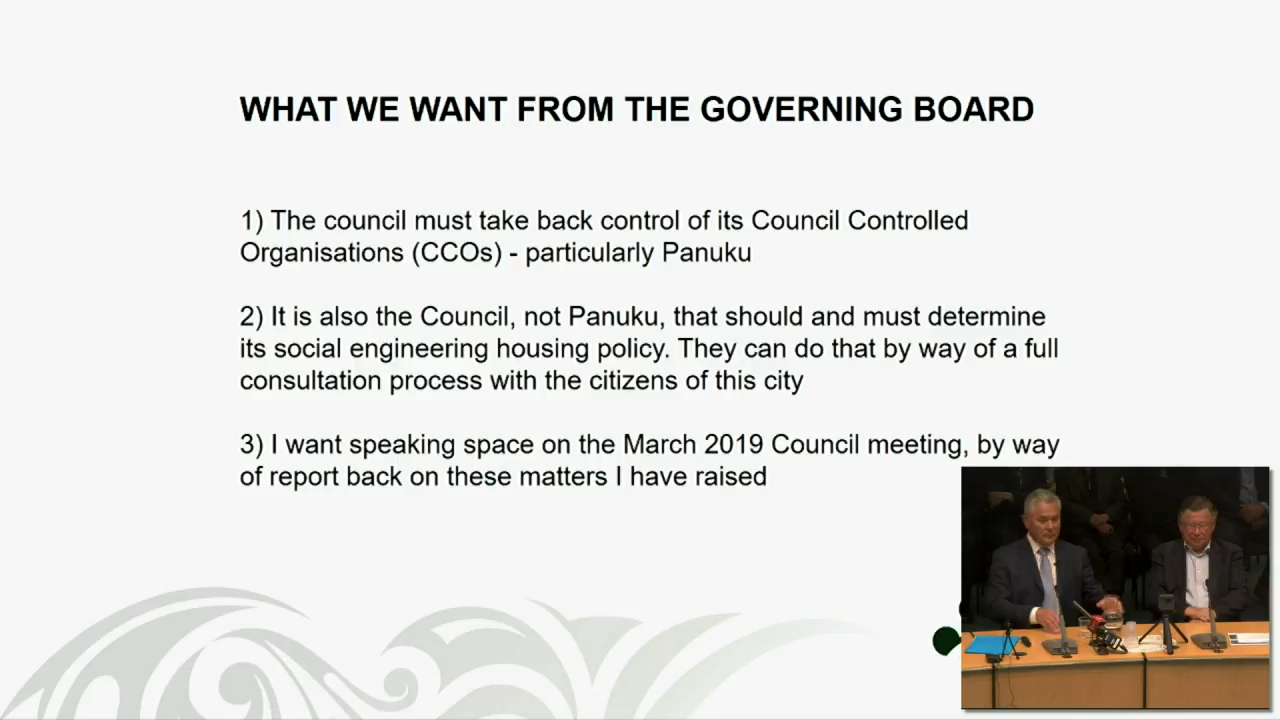 WHAT WE WANT FROM THE GOVERNING BOARD
1) The council must take back control of its Council Controlled
Organisations (CCOs) - particularly Panuku
2) It is also the Council, not Panuku, that should and must determine
its social engineering housing policy. They can do that by way of a full
consultation process with the citizens of this city
3) I want speaking space on the March 2019 Council meeting, by way
of report back on these matters I have raised